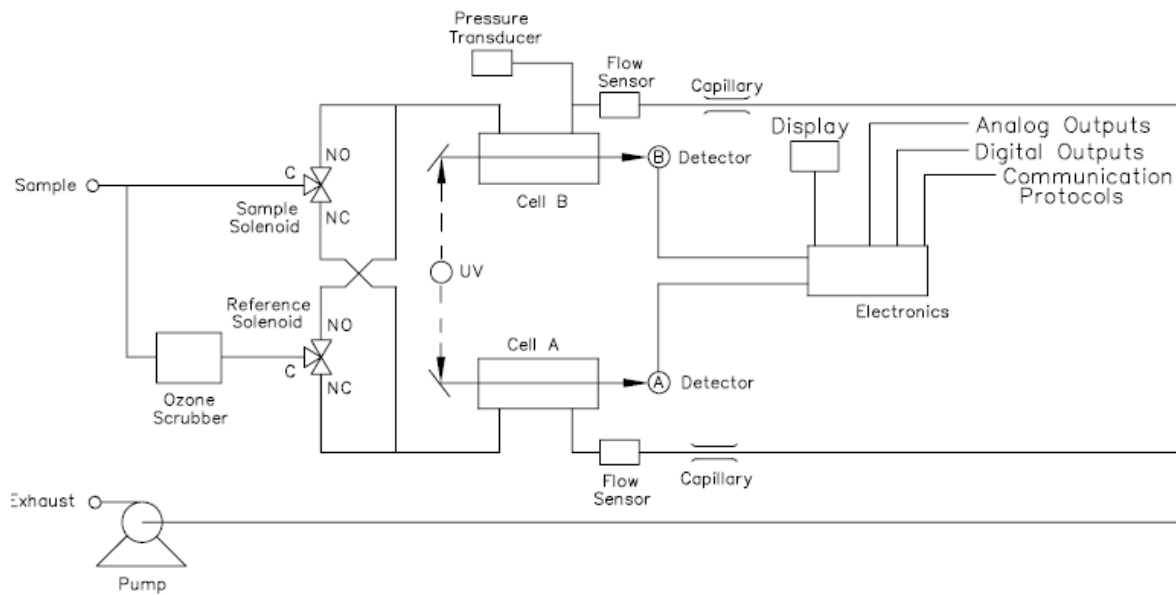 Pressure
Transducer
Flow
Sensor
Capillary
Display
Analog Outputs
Digital Outputs
Communication
Protocols
NO
C
Sample
Sample
Solenoid
NC
B
Detector
Cell B
UV
Reference
Solenoid
NO
Electronics
Cell A
C
NC
A
Detector
Ozone
Scrubber
Flow
Sensor
Capillary
Exhaust
Pump